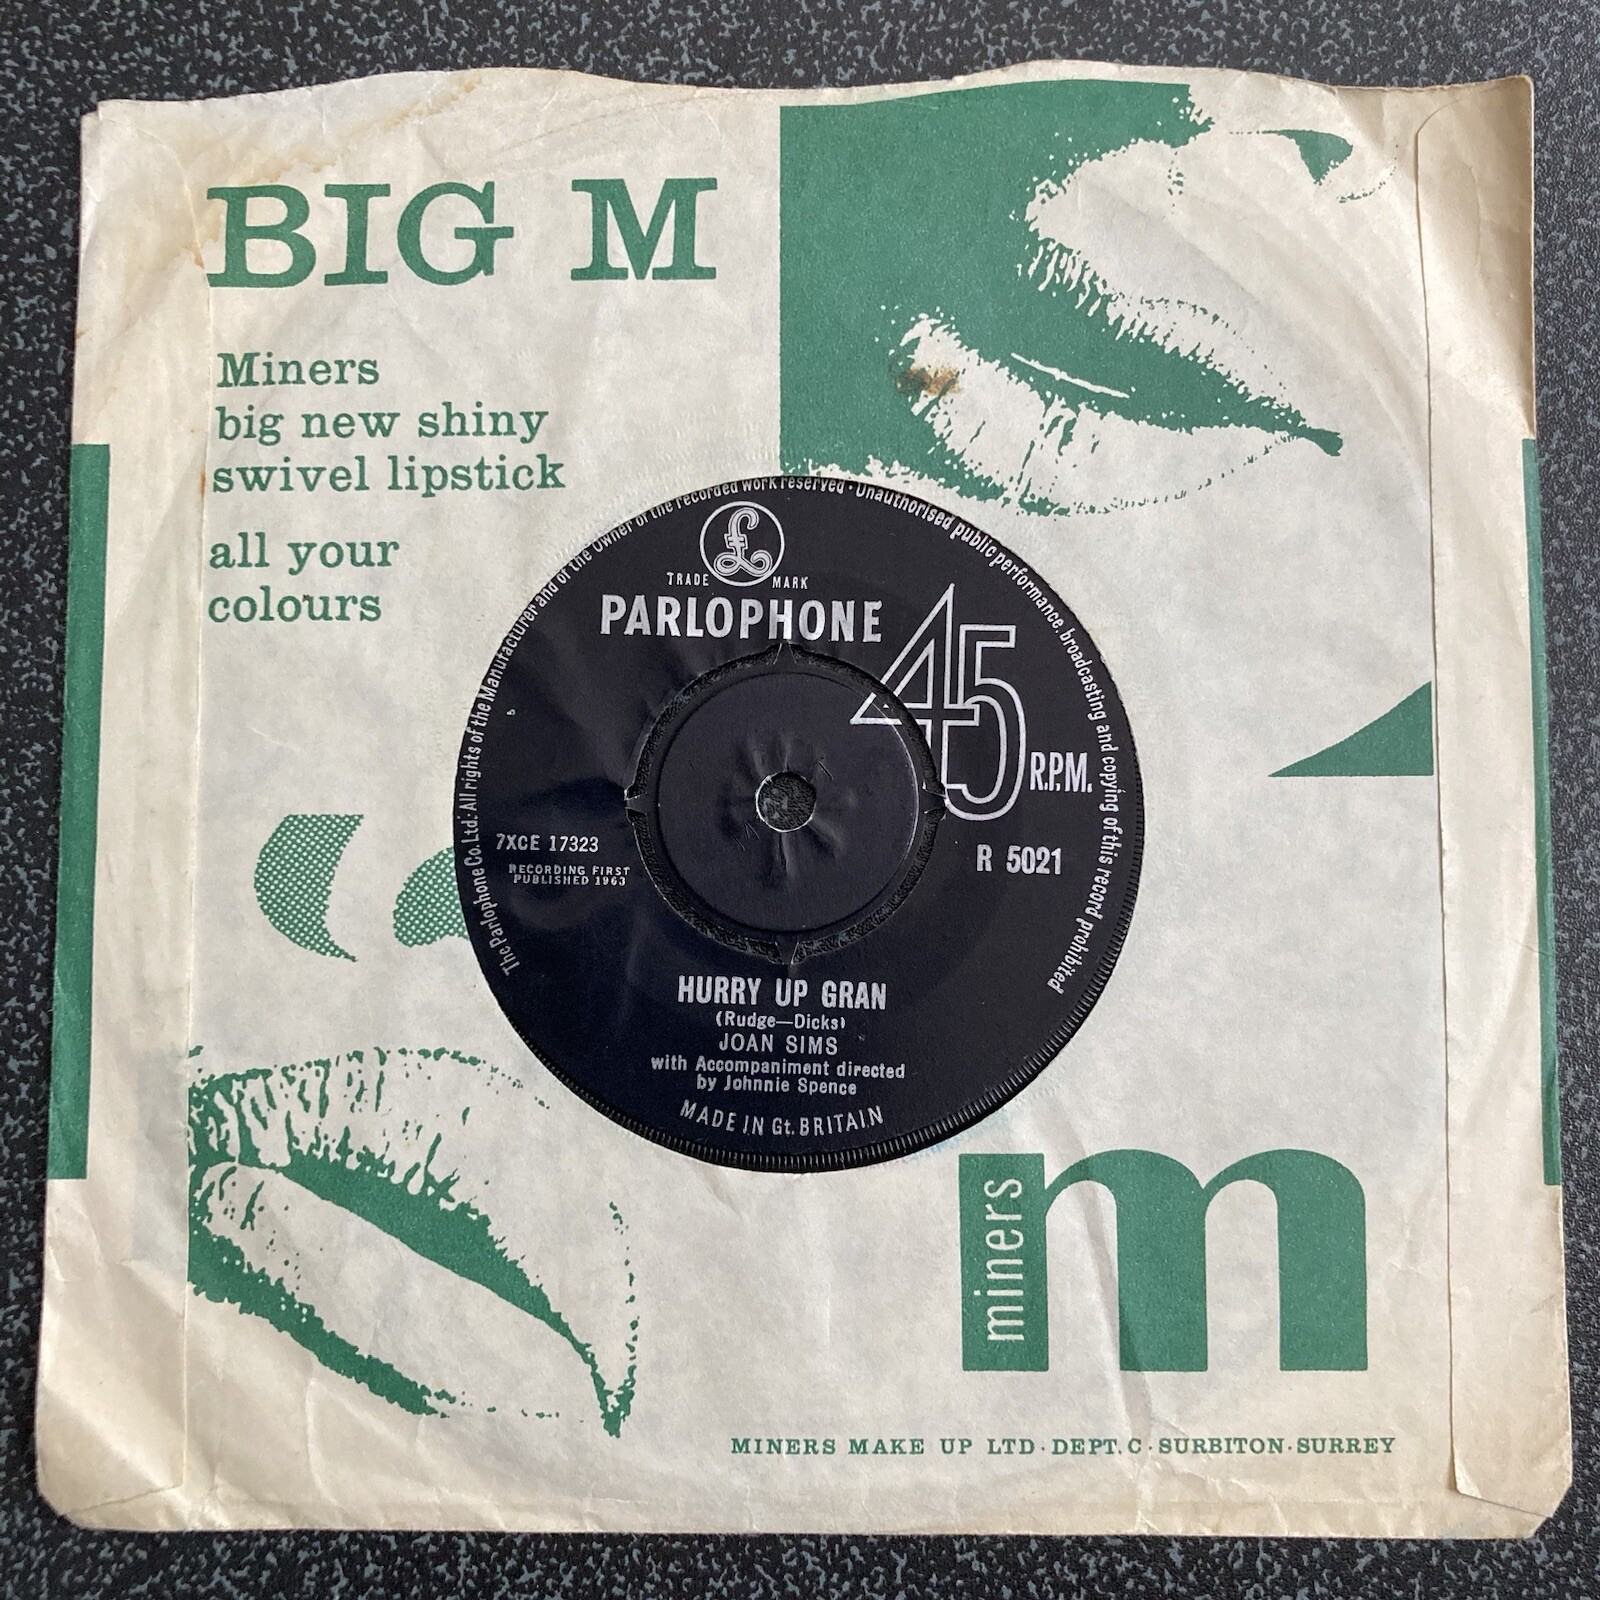 BIG M
Miners
big new shiny
swivel lipstick
all your
colours
The Parlophone Co.Ltd. All rights of the Manufacturer and of the Owner of the recorded work reserved · Unauthorised public performance, broadcasting and copying of this record prohibited
£
TRADE MARK
PARLOPHONE
45
R.P.M.
7XCE 17323
RECORDING FIRST
PUBLISHED 1963
R 5021
HURRY UP GRAN
(Rudge—Dicks)
JOAN SIMS
with Accompaniment directed
by Johnnie Spence
MADE IN Gt. BRITAIN
miners
m
MINERS MAKE UP LTD · DEPT. C · SURBITON · SURREY